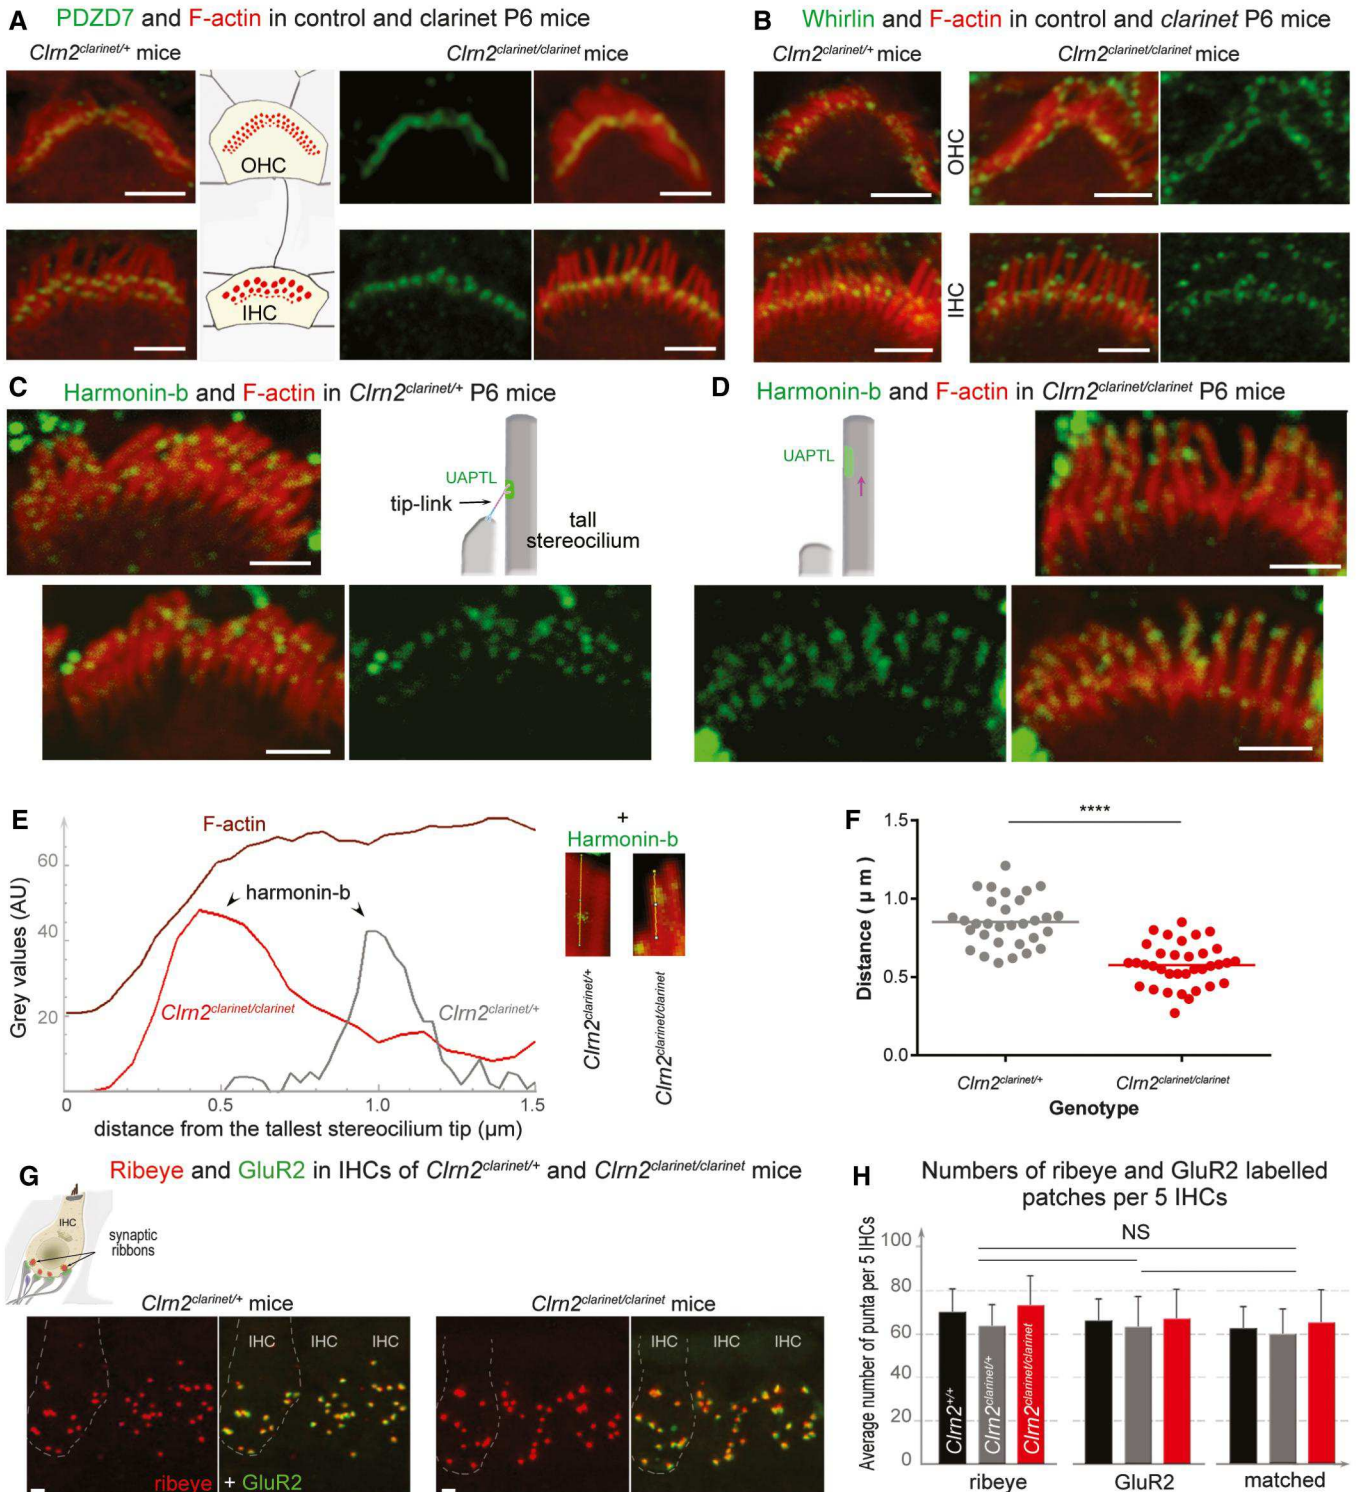 A
PDZD7 and F-actin in control and clarinet P6 mice
Clrn2clarinet/+ mice
Clrn2clarinet/clarinet mice
OHC
IHC
B
Whirlin and F-actin in control and clarinet P6 mice
Clrn2clarinet/+ mice
Clrn2clarinet/clarinet mice
OHC
IHC
C
Harmonin-b and F-actin in Clrn2clarinet/+ P6 mice
UAPTL
tip-link
tall
stereocilium
D
Harmonin-b and F-actin in Clrn2clarinet/clarinet P6 mice
UAPTL
E
Grey values (AU)
60
40
20
F-actin
harmonin-b
Clrn2clarinet/clarinet
Clrn2clarinet/+
0
0.5
1.0
1.5
distance from the tallest stereocilium tip (µm)
+
Harmonin-b
Clrn2clarinet/+
Clrn2clarinet/clarinet
F
****
Distance ( µ m )
1.5
1.0
0.5
0.0
Clrn2clarinet/+
Clrn2clarinet/clarinet
Genotype
G
Ribeye and GluR2 in IHCs of Clrn2clarinet/+ and Clrn2clarinet/clarinet mice
IHC
synaptic
ribbons
Clrn2clarinet/+ mice
Clrn2clarinet/clarinet mice
IHC
IHC
IHC
IHC
IHC
IHC
ribeye + GluR2
H
Numbers of ribeye and GluR2 labelled
patches per 5 IHCs
NS
Average number of punta per 5 IHCs
100
80
60
40
20
0
Clrn2+/+
Clrn2clarinet/+
Clrn2clarinet/clarinet
ribeye
GluR2
matched